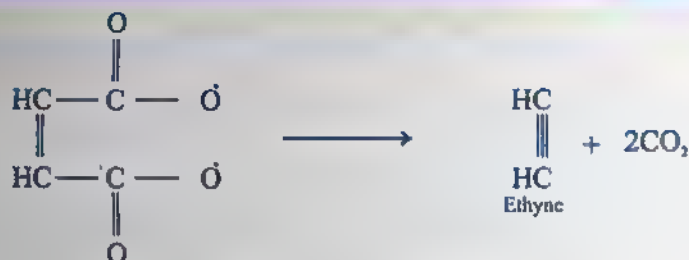 O
||
HC — C — Ȯ HC
|| ||| + 2CO₂
HC — C — Ȯ HC
|| Ethyne
O